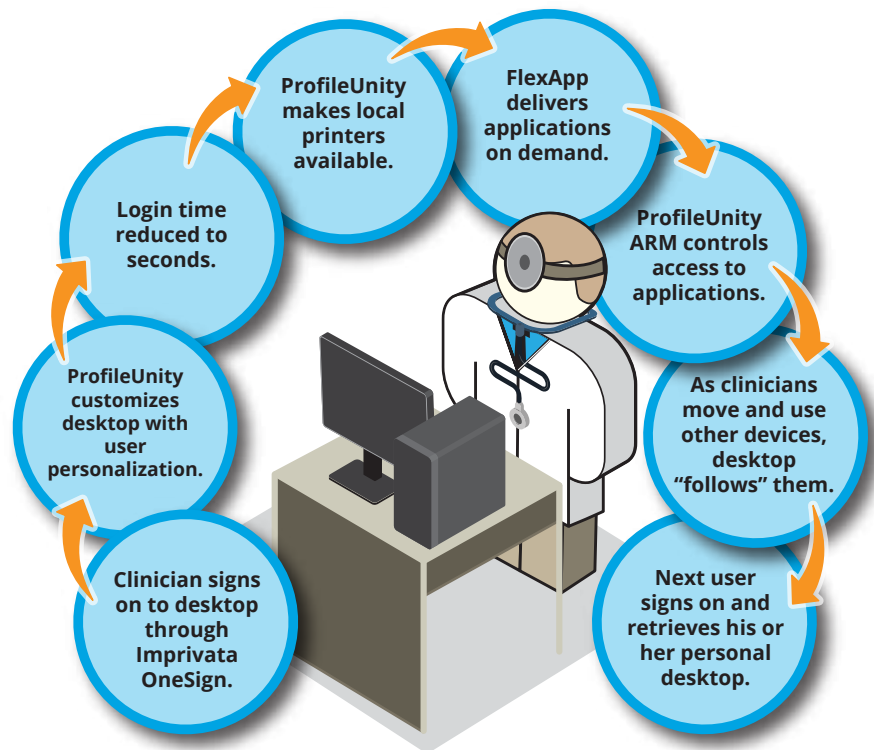 Clinician signs
on to desktop
through
Imprivata
OneSign.
ProfileUnity
customizes
desktop with
user
personalization.
Login time
reduced to
seconds.
ProfileUnity
makes local
printers
available.
FlexApp
delivers
applications
on demand.
ProfileUnity
ARM controls
access to
applications.
As clinicians
move and use
other devices,
desktop
“follows” them.
Next user
signs on and
retrieves his or
her personal
desktop.